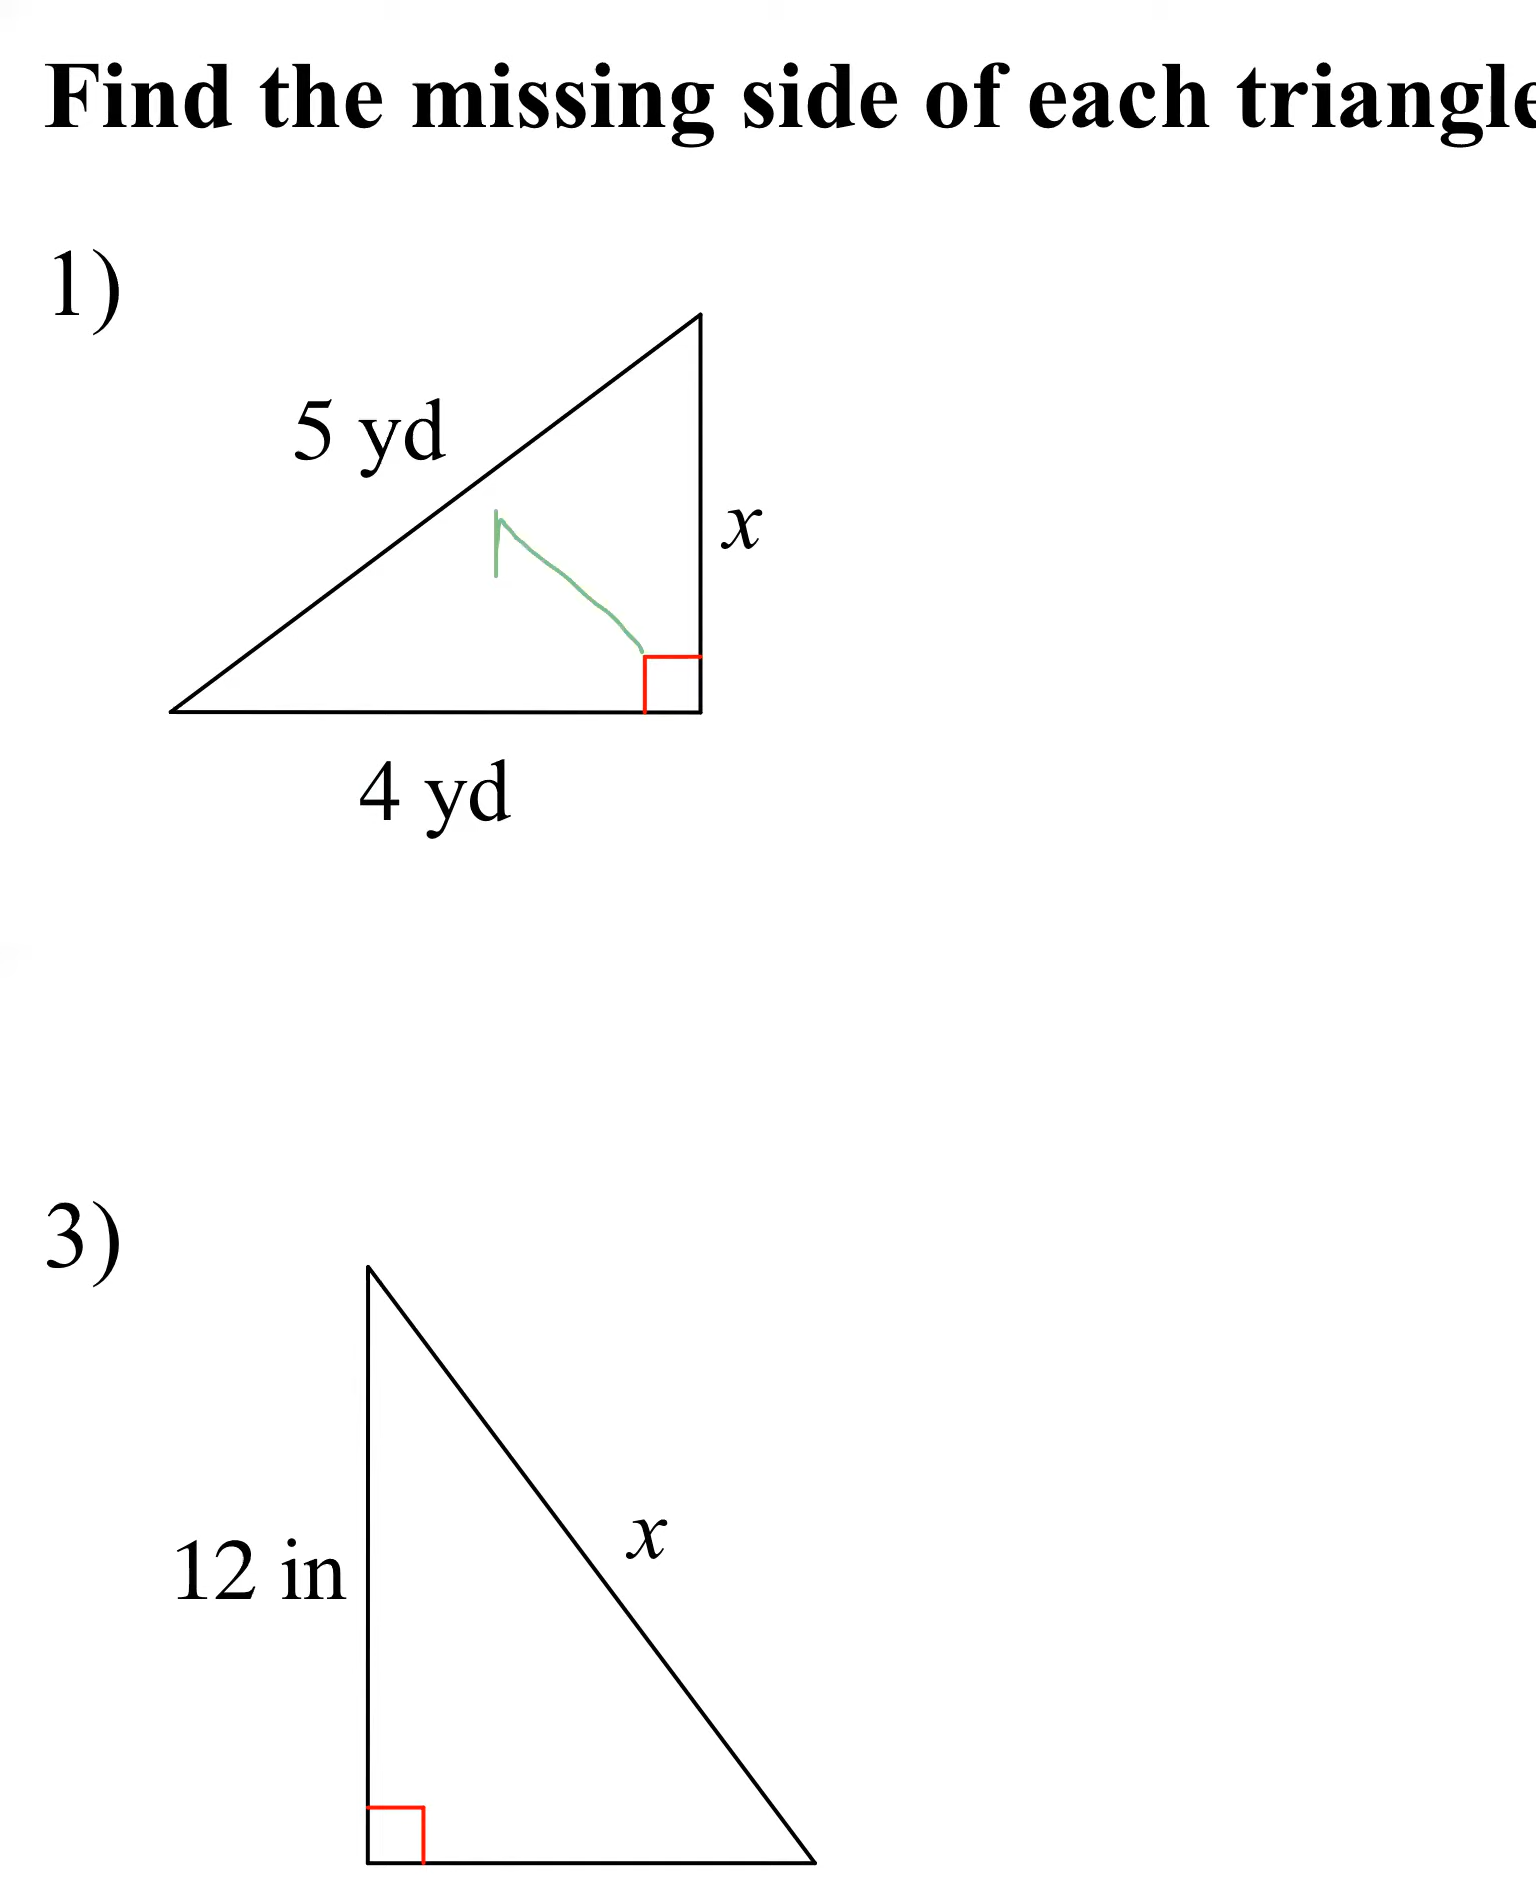 Find the missing side of each triangle
1)
5 yd
x
4 yd
3)
x
12 in